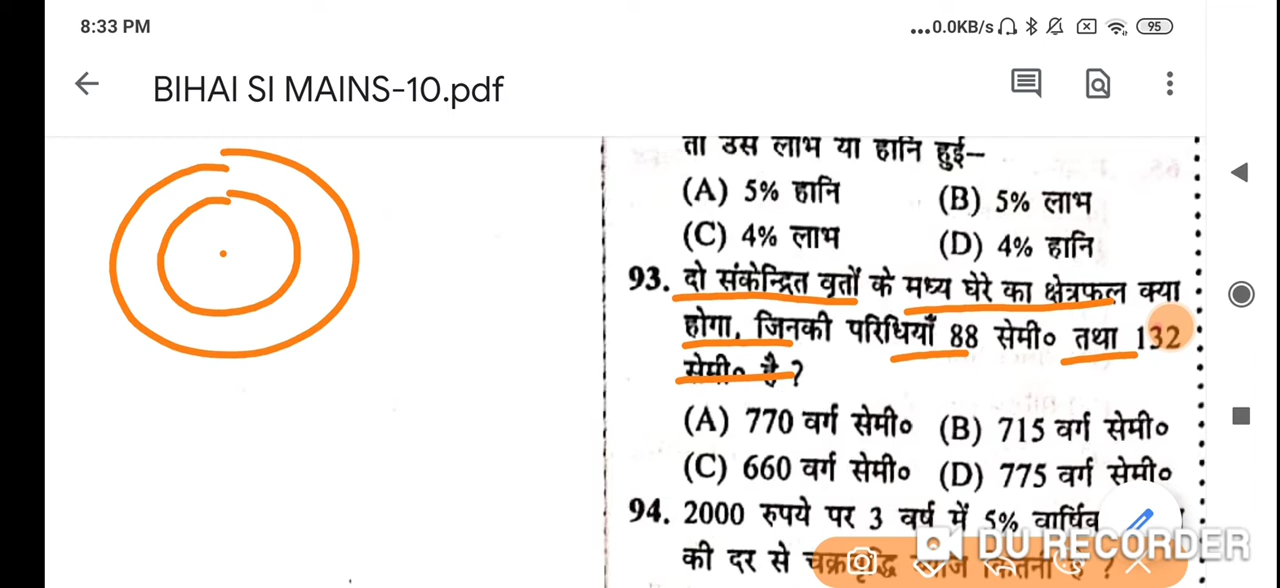 8:33 PM
...0.0KB/s
95
BIHAI SI MAINS-10.pdf
ता उस लाभ या हानि हुई–
(A) 5% हानि (B) 5% लाभ
(C) 4% लाभ (D) 4% हानि
93. दो संकेन्द्रित वृतों के मध्य घेरे का क्षेत्रफल क्या
होगा, जिनकी परिधियाँ 88 सेमी० तथा 132
सेमी० है ?
(A) 770 वर्ग सेमी० (B) 715 वर्ग सेमी०
(C) 660 वर्ग सेमी० (D) 775 वर्ग सेमी०
94. 2000 रुपये पर 3 वर्ष में 5%
की दर से
DU RECORDER